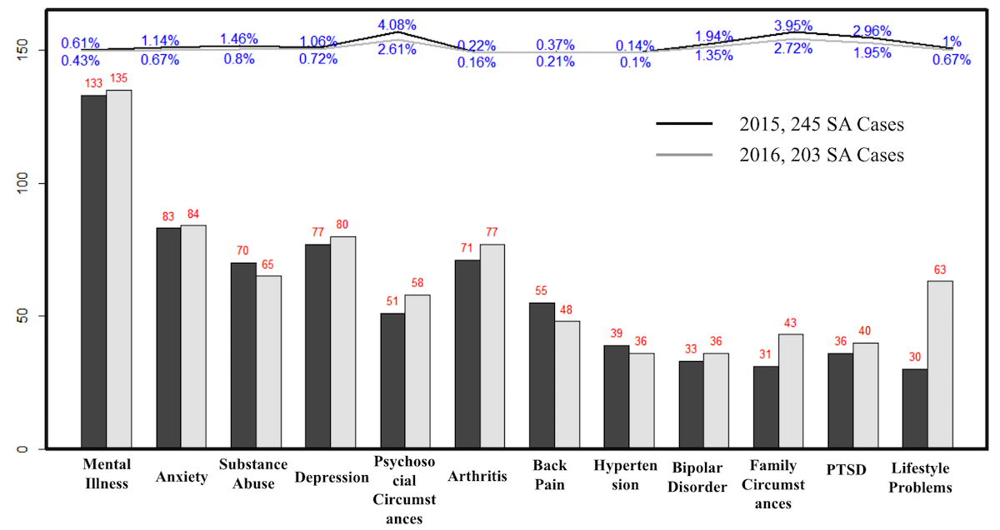 0.61% 1.14% 1.46% 1.06% 4.08% 0.22% 0.37% 0.14% 1.94% 3.95% 2.96% 1%
0.43% 0.67% 0.8% 0.72% 2.61% 0.16% 0.21% 0.1% 1.35% 2.72% 1.95% 0.67%
2015, 245 SA Cases
2016, 203 SA Cases
150
100
50
0
133 135
83 84
70 65
77 80
51 58
71 77
55 48
39 36
33 36
31 43
36 40
30 63
Mental
Illness
Anxiety
Substance
Abuse
Depression
Psychoso
cial
Circumst
ances
Arthritis
Back
Pain
Hyperten
sion
Bipolar
Disorder
Family
Circumst
ances
PTSD
Lifestyle
Problems